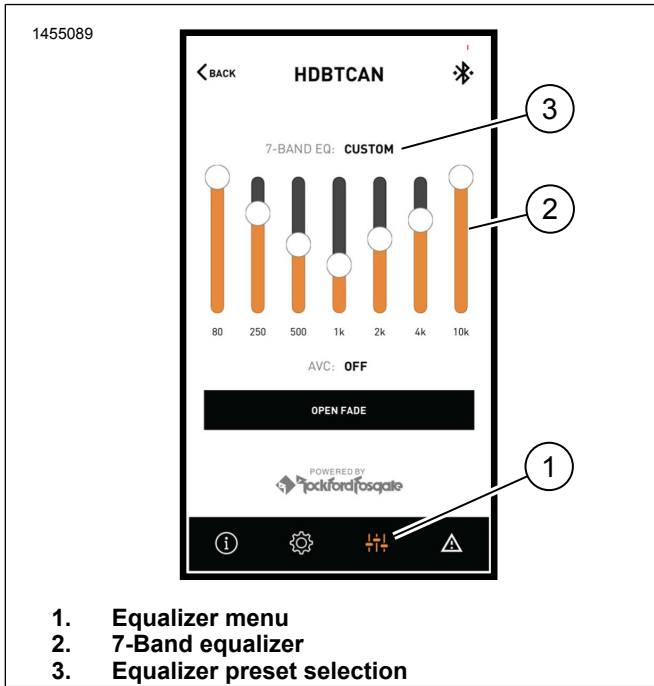 1455089
BACK HDBTCAN
3
7-BAND EQ: CUSTOM
2
80 250 500 1k 2k 4k 10k
AVC: OFF
OPEN FADE
1
POWERED BY
Rockford Fosgate
1. Equalizer menu
2. 7-Band equalizer
3. Equalizer preset selection